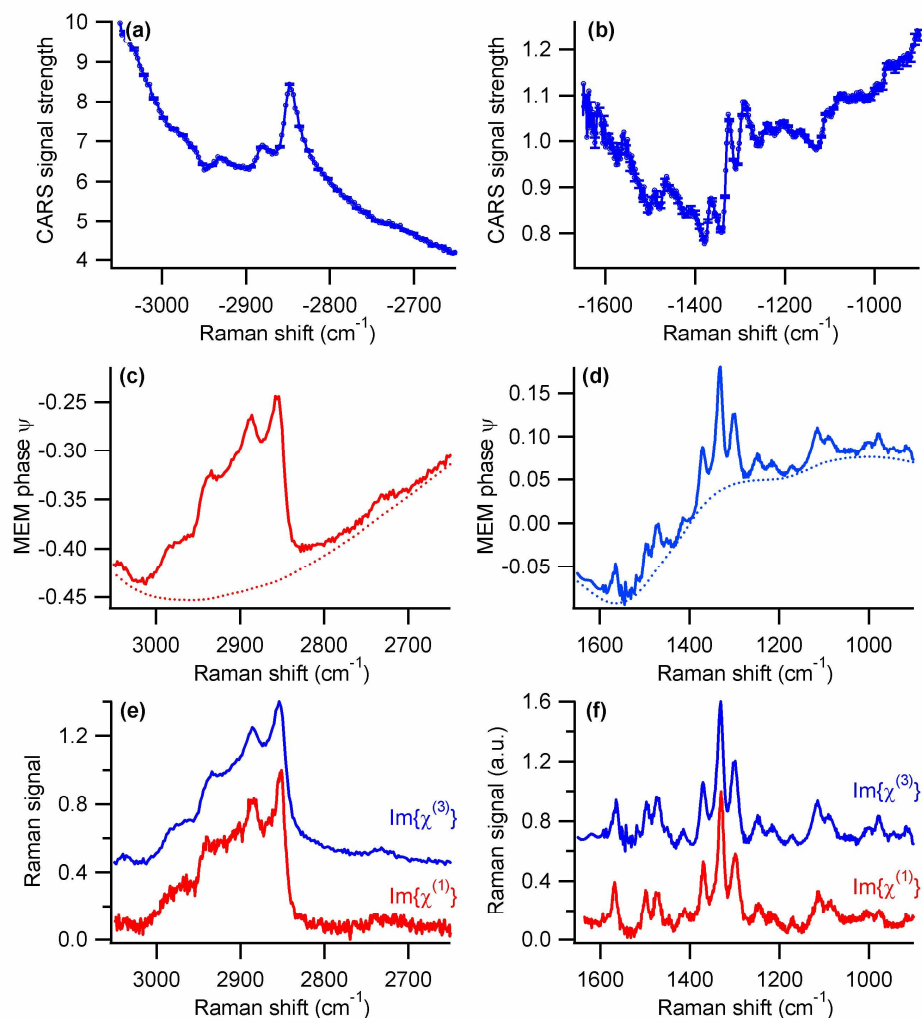 (a)
CARS signal strength
10
9
8
7
6
5
4
-3000 -2900 -2800 -2700
Raman shift (cm⁻¹)
(b)
CARS signal strength
1.2
1.1
1.0
0.9
0.8
-1600 -1400 -1200 -1000
Raman shift (cm⁻¹)
(c)
MEM phase ψ
-0.25
-0.30
-0.35
-0.40
-0.45
3000 2900 2800 2700
Raman shift (cm⁻¹)
(d)
MEM phase ψ
0.15
0.10
0.05
0.00
-0.05
1600 1400 1200 1000
Raman shift (cm⁻¹)
(e)
Raman signal
1.2
0.8
0.4
0.0
Im{χ⁽³⁾}
Im{χ⁽¹⁾}
3000 2900 2800 2700
Raman shift (cm⁻¹)
(f)
Raman signal (a.u.)
1.6
1.2
0.8
0.4
0.0
Im{χ⁽³⁾}
Im{χ⁽¹⁾}
1600 1400 1200 1000
Raman shift (cm⁻¹)